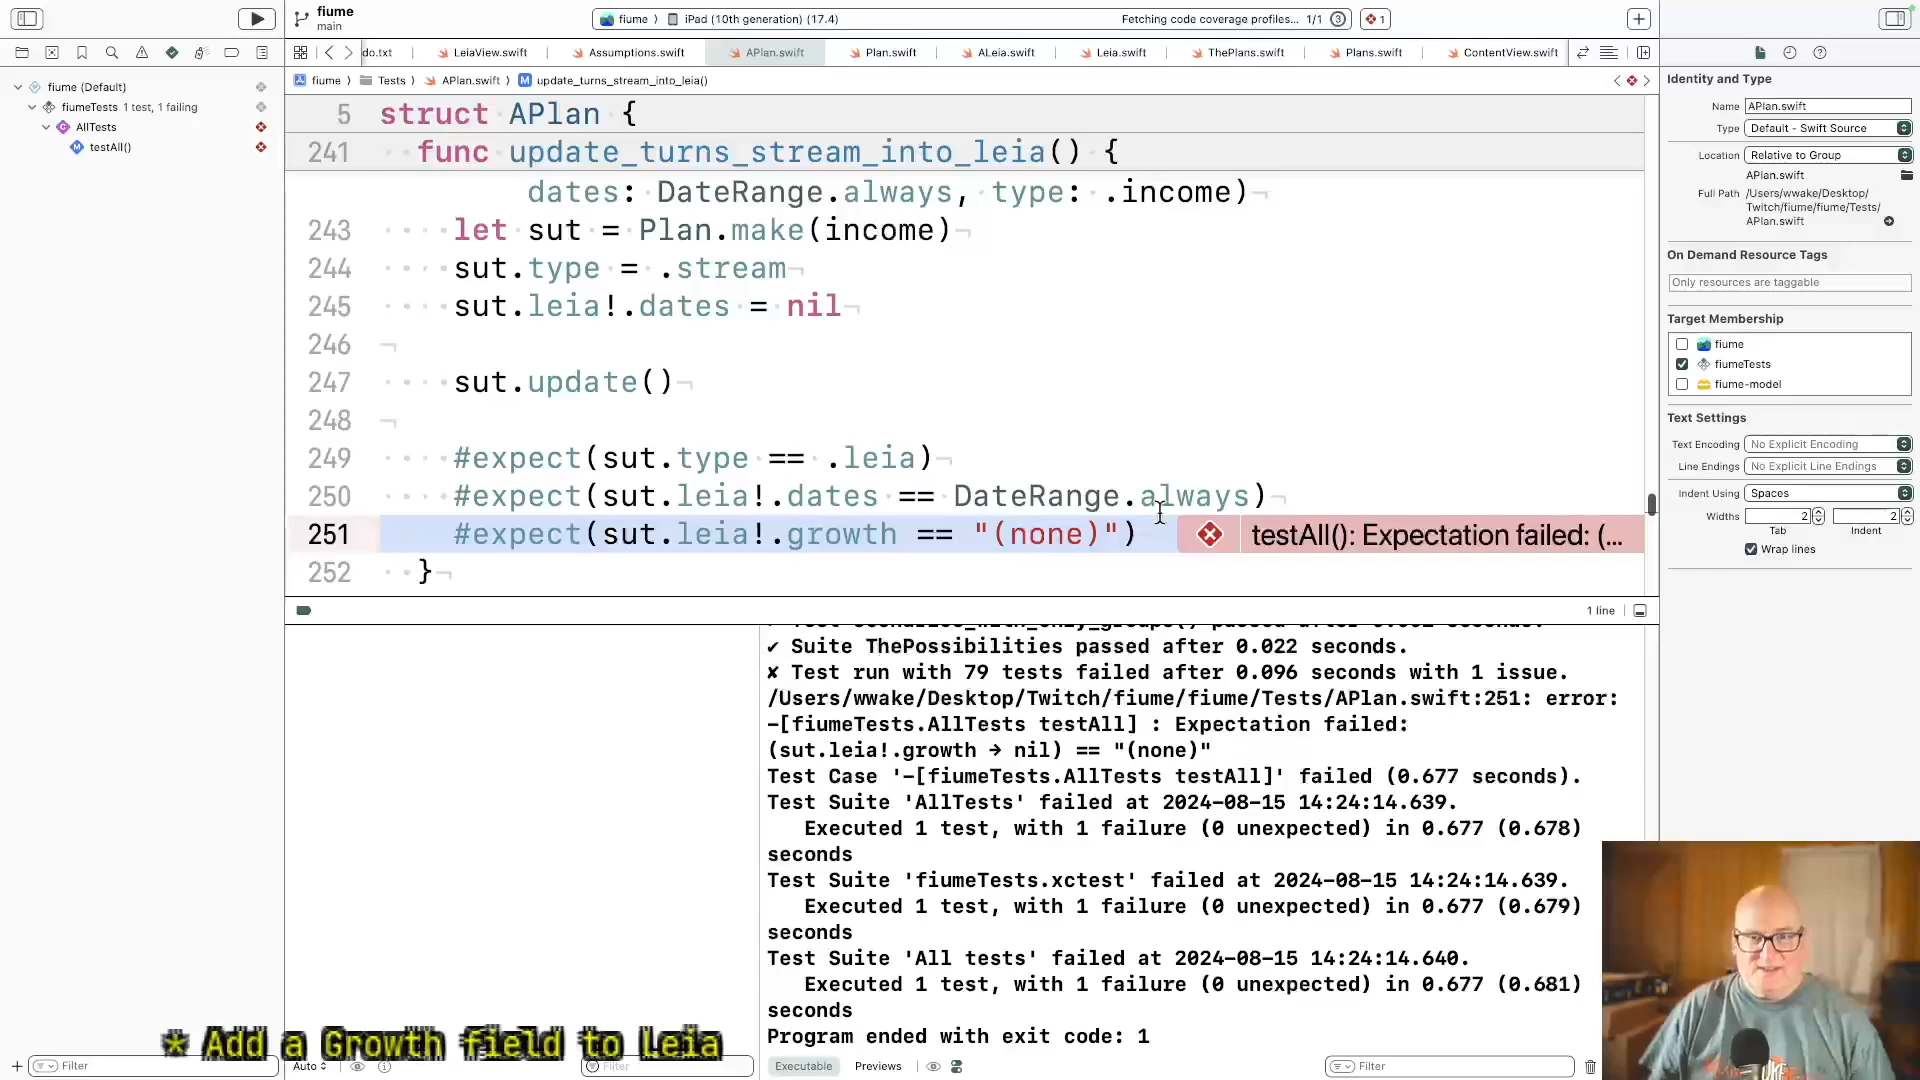 fiume
main
fiume
iPad (10th generation) (17.4)
Fetching code coverage profiles... 1/1
3
1
do.txt
LeiaView.swift
Assumptions.swift
APlan.swift
Plan.swift
ALeia.swift
Leia.swift
ThePlans.swift
Plans.swift
ContentView.swift
fiume
Tests
APlan.swift
update_turns_stream_into_leia()
fiume (Default)
fiumeTests 1 test, 1 failing
AllTests
testAll()
5 struct APlan {
241 func update_turns_stream_into_leia() {
dates: DateRange.always, type: .income)
243 let sut = Plan.make(income)
244 sut.type = .stream
245 sut.leia!.dates = nil
246
247 sut.update()
248
249 #expect(sut.type == .leia)
250 #expect(sut.leia!.dates == DateRange.always)
251 #expect(sut.leia!.growth == "(none)")
testAll(): Expectation failed: (...
252 }
1 line
✔ Suite ThePossibilities passed after 0.022 seconds.
✘ Test run with 79 tests failed after 0.096 seconds with 1 issue.
/Users/wwake/Desktop/Twitch/fiume/fiume/Tests/APlan.swift:251: error:
-[fiumeTests.AllTests testAll] : Expectation failed:
(sut.leia!.growth → nil) == "(none)"
Test Case '-[fiumeTests.AllTests testAll]' failed (0.677 seconds).
Test Suite 'AllTests' failed at 2024-08-15 14:24:14.639.
Executed 1 test, with 1 failure (0 unexpected) in 0.677 (0.678)
seconds
Test Suite 'fiumeTests.xctest' failed at 2024-08-15 14:24:14.639.
Executed 1 test, with 1 failure (0 unexpected) in 0.677 (0.679)
seconds
Test Suite 'All tests' failed at 2024-08-15 14:24:14.640.
Executed 1 test, with 1 failure (0 unexpected) in 0.677 (0.681)
seconds
Program ended with exit code: 1
* Add a Growth field to Leia
Filter
Auto
Filter
Executable
Previews
Filter
Identity and Type
Name APlan.swift
Type Default - Swift Source
Location Relative to Group
APlan.swift
Full Path /Users/wwake/Desktop/
Twitch/fiume/fiume/Tests/
APlan.swift
On Demand Resource Tags
Only resources are taggable
Target Membership
fiume
fiumeTests
fiume-model
Text Settings
Text Encoding No Explicit Encoding
Line Endings No Explicit Line Endings
Indent Using Spaces
Widths 2 2
Tab Indent
Wrap lines